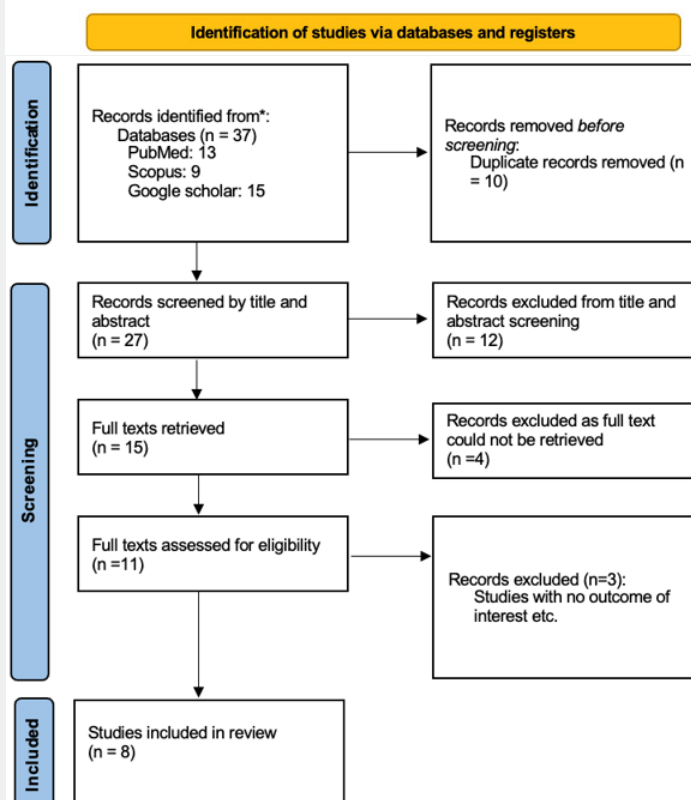 Identification of studies via databases and registers
Identification
Records identified from*:
Databases (n = 37)
PubMed: 13
Scopus: 9
Google scholar: 15
Records removed before
screening:
Duplicate records removed (n
= 10)
Screening
Records screened by title and
abstract
(n = 27)
Records excluded from title and
abstract screening
(n = 12)
Full texts retrieved
(n = 15)
Records excluded as full text
could not be retrieved
(n =4)
Full texts assessed for eligibility
(n =11)
Records excluded (n=3):
Studies with no outcome of
interest etc.
Included
Studies included in review
(n = 8)